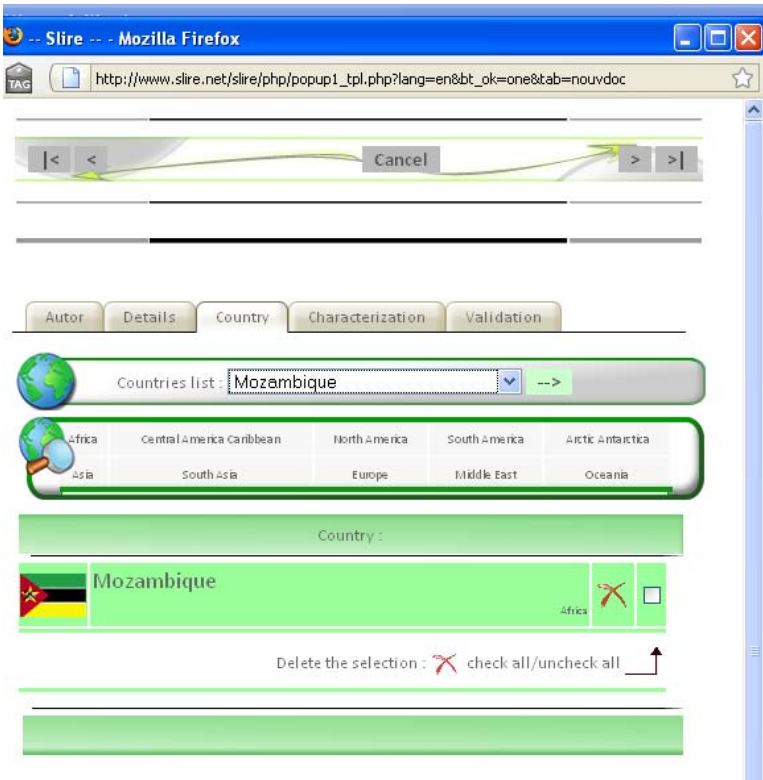 -- Slire -- - Mozilla Firefox
TAG
http://www.slire.net/slire/php/popup1_tpl.php?lang=en&bt_ok=one&tab=nouvdoc
|< < Cancel > >|
Autor Details Country Characterization Validation
Countries list : Mozambique -->
Africa Central America Caribbean North America South America Arctic Antarctica
Asia South Asia Europe Middle East Oceania
Country :
Mozambique
Africa
Delete the selection : check all/uncheck all